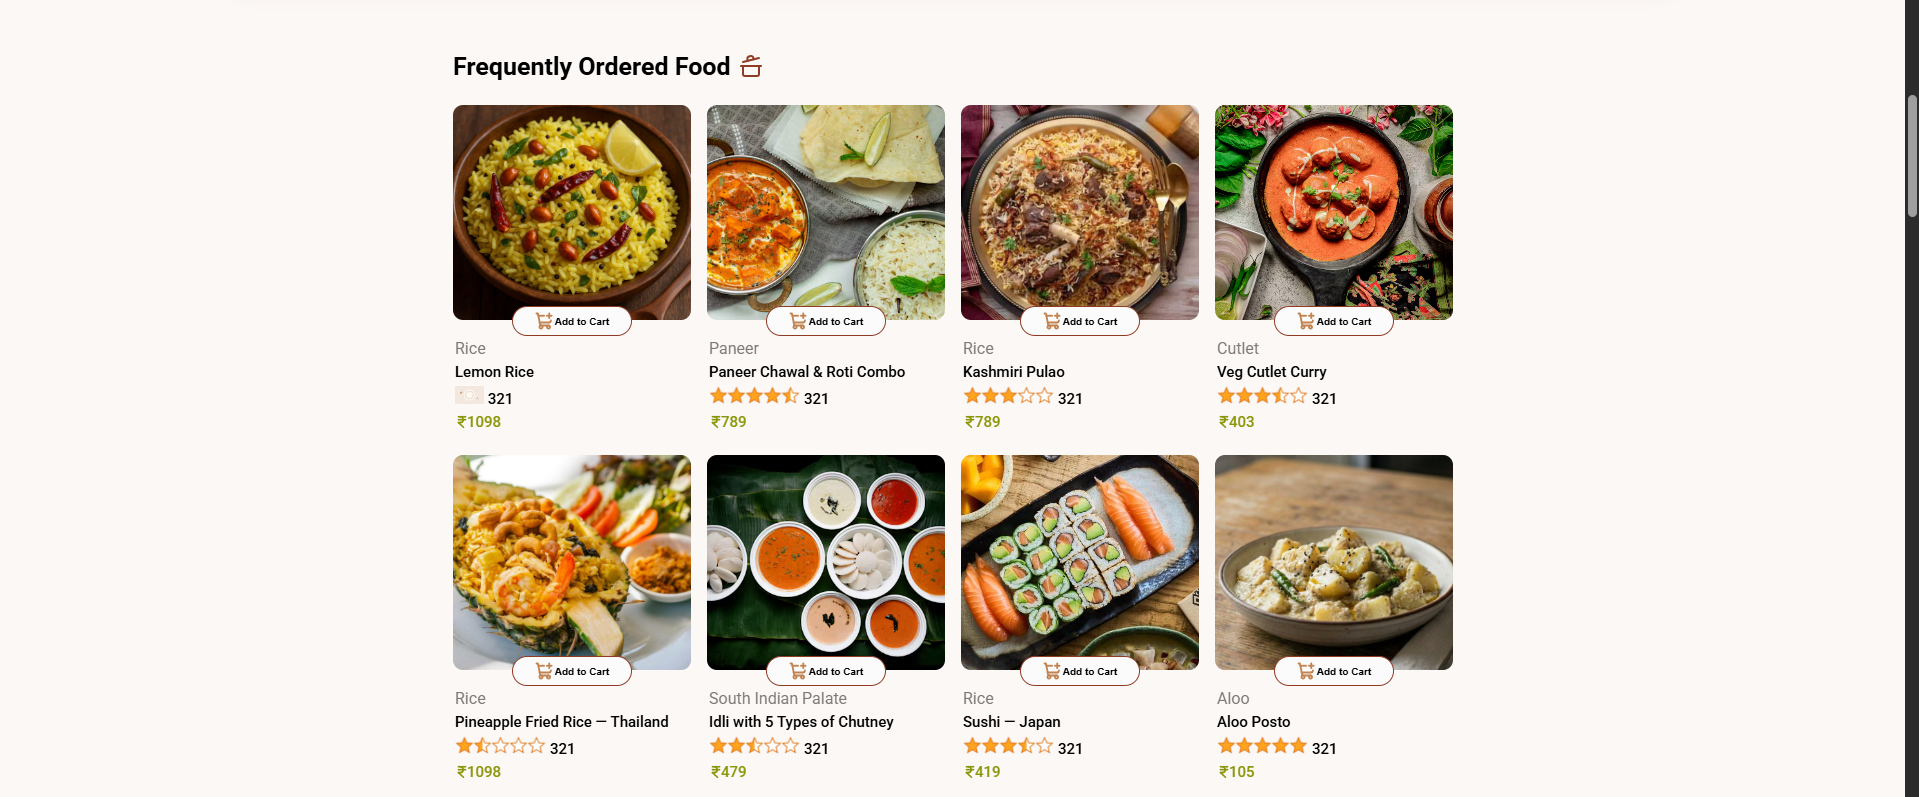 Frequently Ordered Food
Add to Cart
Add to Cart
Add to Cart
Add to Cart
Rice
Paneer
Rice
Cutlet
Lemon Rice
Paneer Chawal & Roti Combo
Kashmiri Pulao
Veg Cutlet Curry
321
321
321
321
₹1098
₹789
₹789
₹403
Add to Cart
Add to Cart
Add to Cart
Add to Cart
Rice
South Indian Palate
Rice
Aloo
Pineapple Fried Rice — Thailand
Idli with 5 Types of Chutney
Sushi — Japan
Aloo Posto
321
321
321
321
₹1098
₹479
₹419
₹105